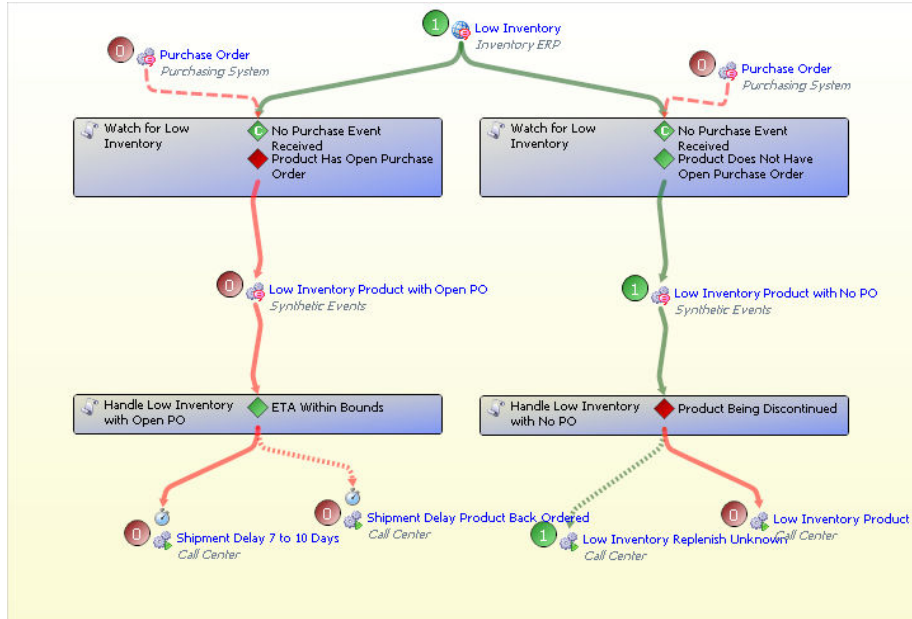 1
Low Inventory
Inventory ERP
0
Purchase Order
Purchasing System
0
Purchase Order
Purchasing System
Watch for Low
Inventory
C
No Purchase Event
Received
Product Has Open Purchase
Order
Watch for Low
Inventory
C
No Purchase Event
Received
Product Does Not Have
Open Purchase Order
0
Low Inventory Product with Open PO
Synthetic Events
1
Low Inventory Product with No PO
Synthetic Events
Handle Low Inventory
with Open PO
ETA Within Bounds
Handle Low Inventory
with No PO
Product Being Discontinued
0
Shipment Delay 7 to 10 Days
Call Center
0
Shipment Delay Product Back Ordered
Call Center
1
Low Inventory Replenish Unknown
Call Center
0
Low Inventory Product
Call Center